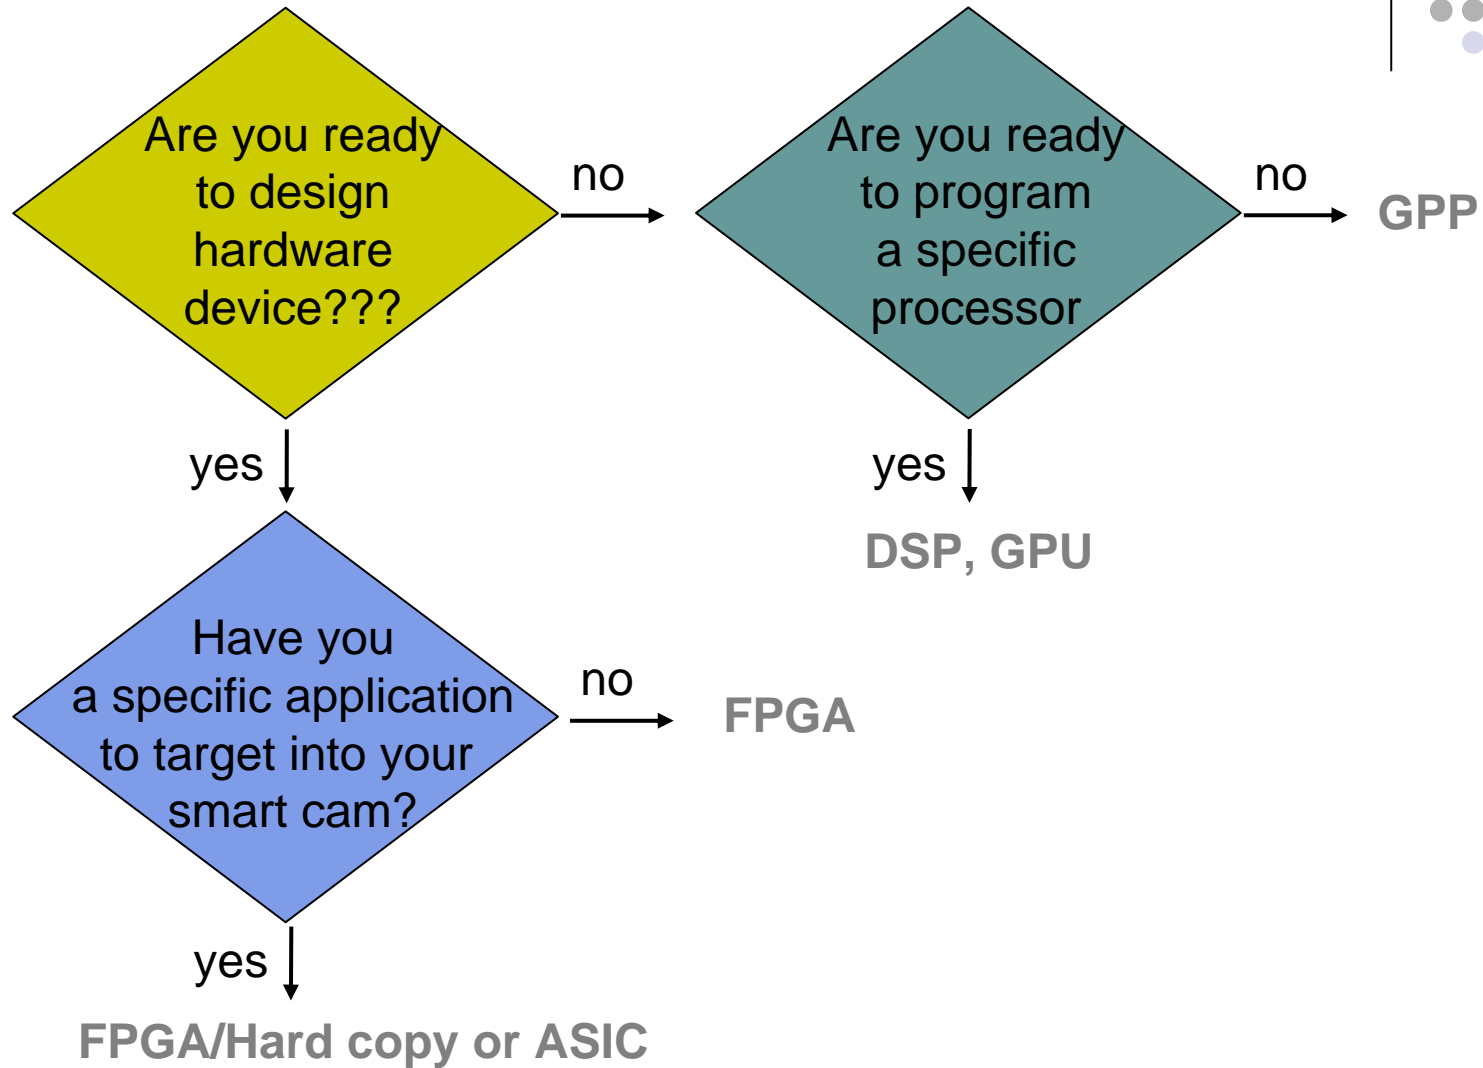 Are you ready
to design
hardware
device???
no
Are you ready
to program
a specific
processor
no
GPP
yes
yes
DSP, GPU
Have you
a specific application
to target into your
smart cam?
no
FPGA
yes
FPGA/Hard copy or ASIC